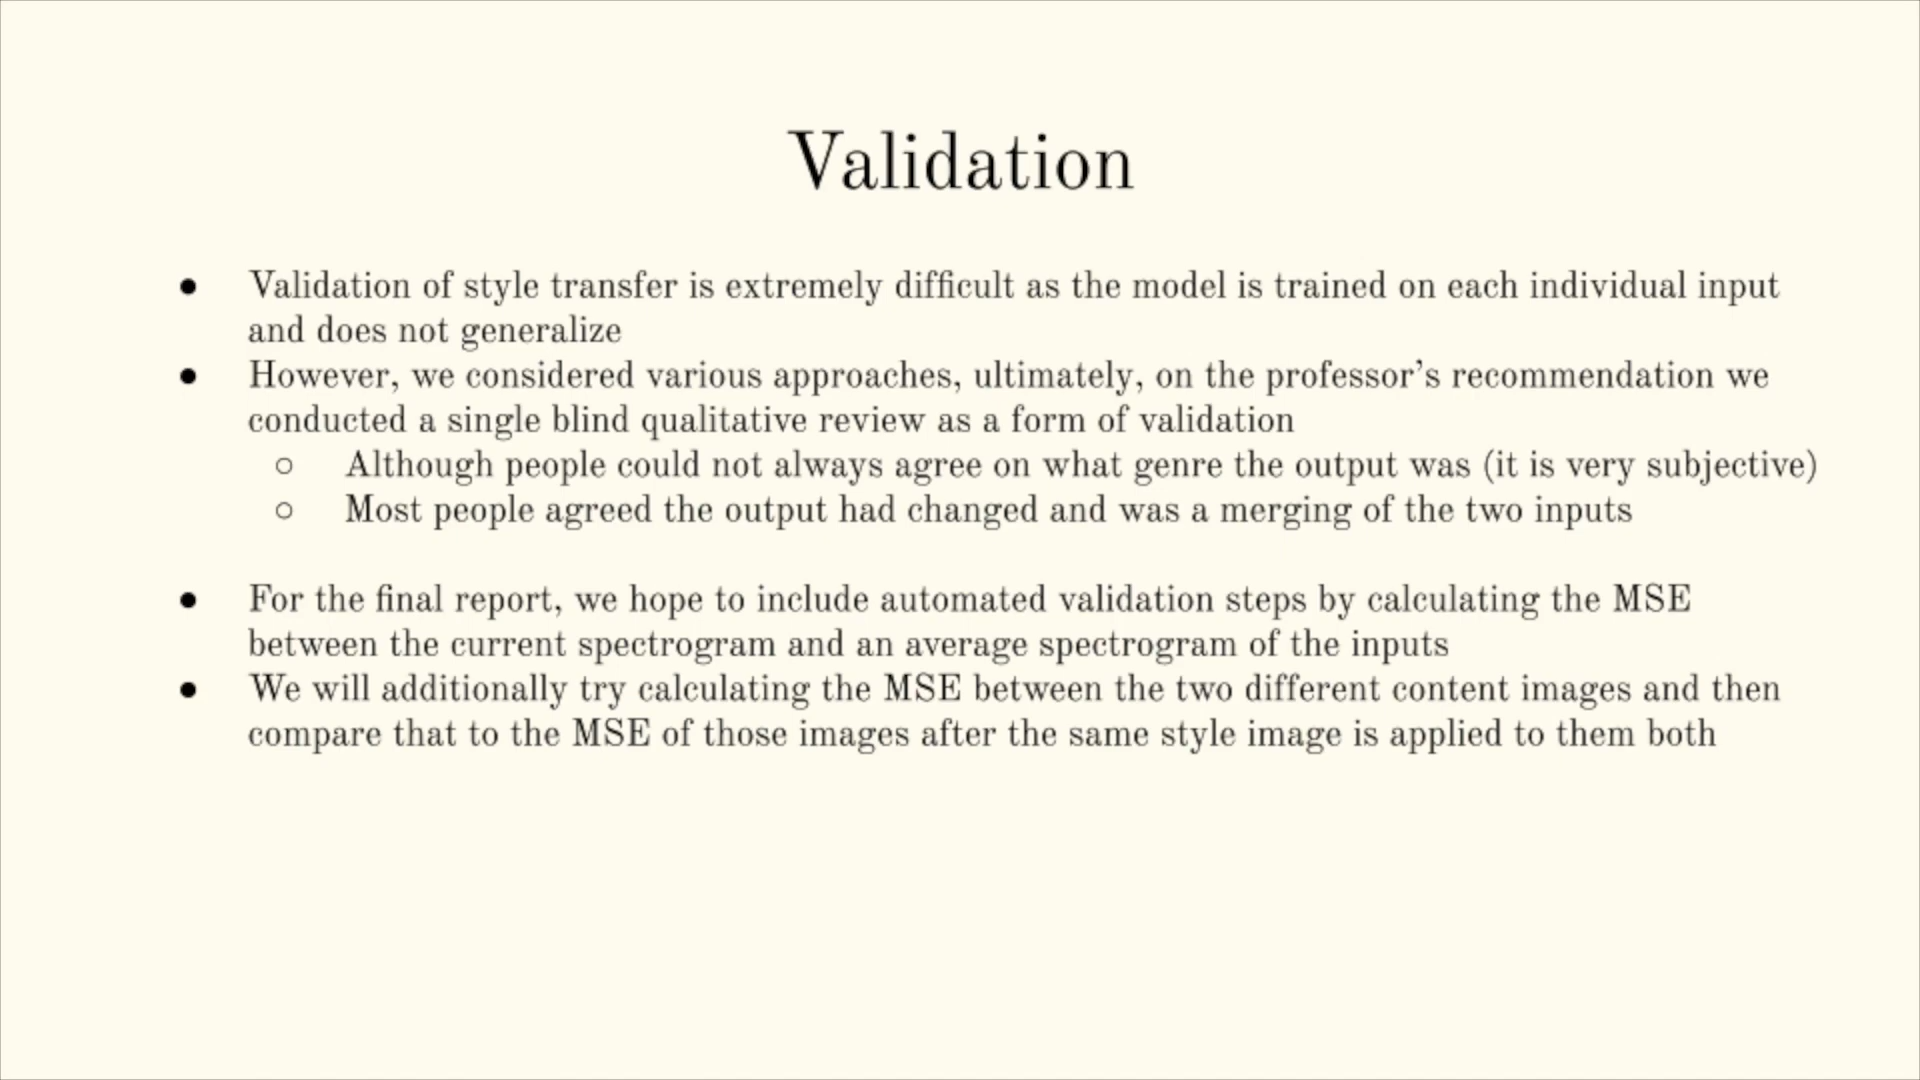 Validation
● Validation of style transfer is extremely difficult as the model is trained on each individual input
and does not generalize
● However, we considered various approaches, ultimately, on the professor’s recommendation we
conducted a single blind qualitative review as a form of validation
○ Although people could not always agree on what genre the output was (it is very subjective)
○ Most people agreed the output had changed and was a merging of the two inputs
● For the final report, we hope to include automated validation steps by calculating the MSE
between the current spectrogram and an average spectrogram of the inputs
● We will additionally try calculating the MSE between the two different content images and then
compare that to the MSE of those images after the same style image is applied to them both